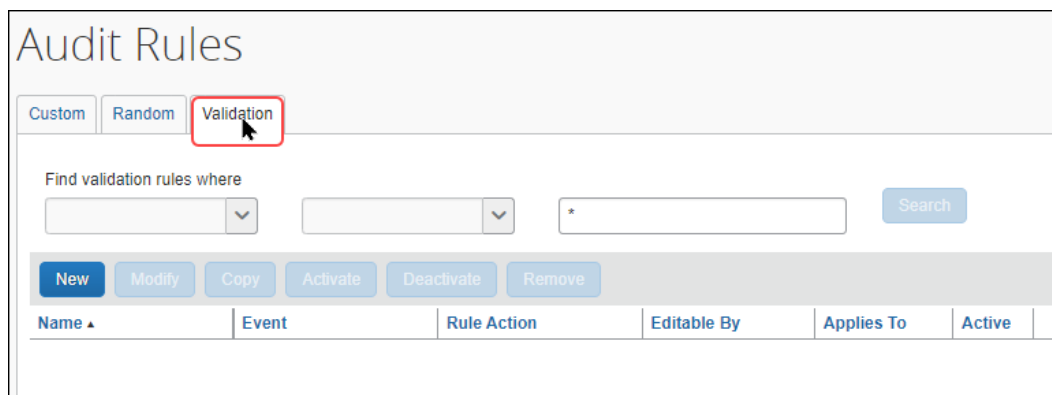 Audit Rules
Custom Random Validation
Find validation rules where
* Search
New Modify Copy Activate Deactivate Remove
Name Event Rule Action Editable By Applies To Active